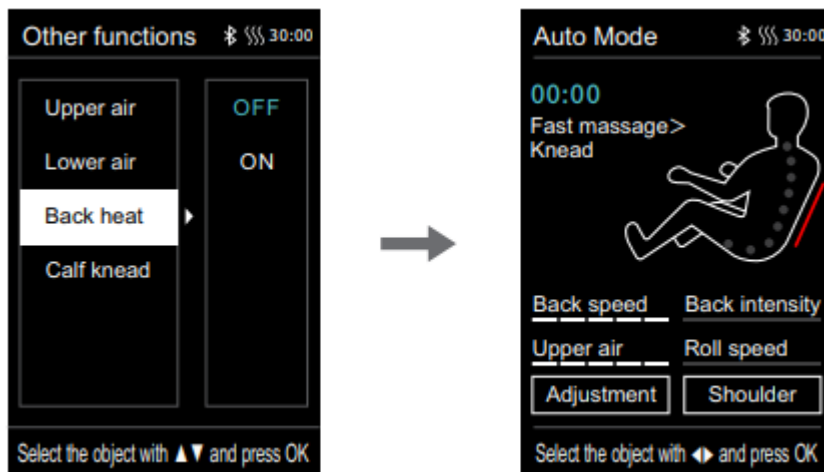 Other functions 30:00
Upper air OFF
Lower air ON
Back heat
Calf knead
Select the object with ▲▼ and press OK
Auto Mode 30:00
00:00
Fast massage>
Knead
Back speed Back intensity
Upper air Roll speed
Adjustment Shoulder
Select the object with ◀▶ and press OK